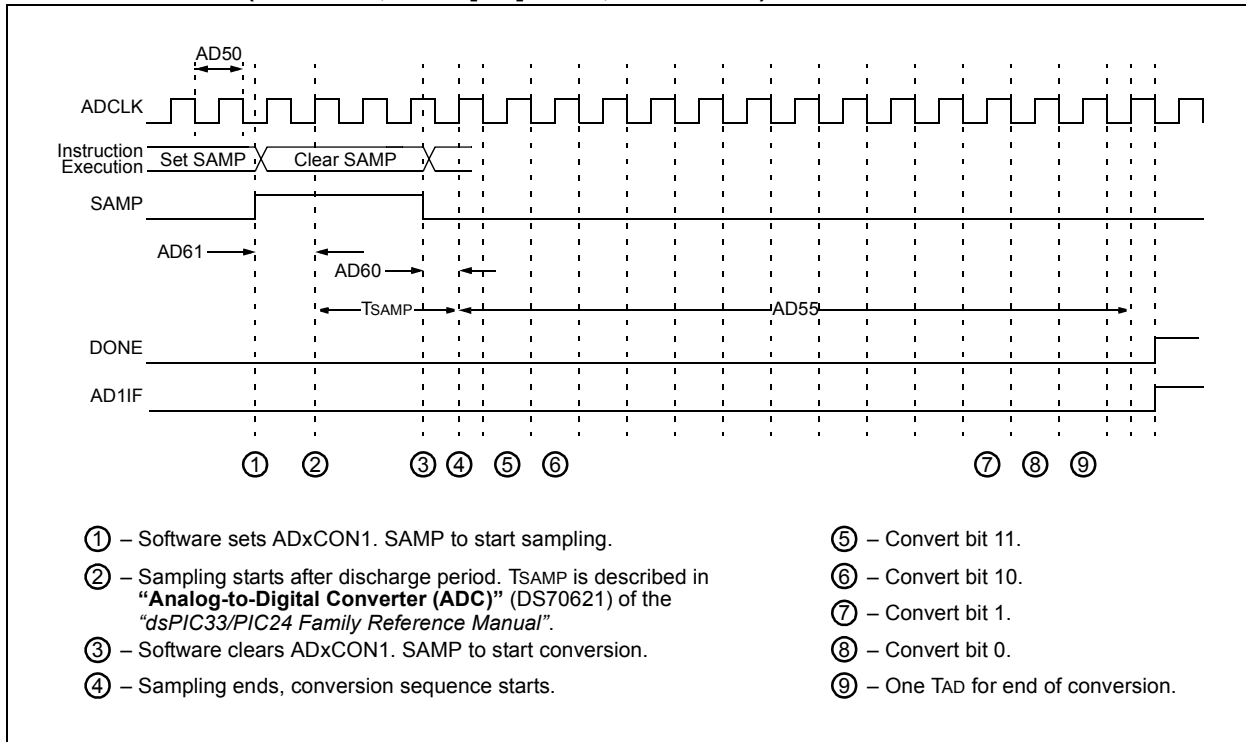 AD50
ADCLK
Instruction
Execution
Set SAMP
Clear SAMP
SAMP
AD61
AD60
TSAMP
AD55
DONE
AD1IF
1 2 3 4 5 6 7 8 9
1 – Software sets ADxCON1. SAMP to start sampling.
2 – Sampling starts after discharge period. TSAMP is described in
“Analog-to-Digital Converter (ADC)” (DS70621) of the
“dsPIC33/PIC24 Family Reference Manual”.
3 – Software clears ADxCON1. SAMP to start conversion.
4 – Sampling ends, conversion sequence starts.
5 – Convert bit 11.
6 – Convert bit 10.
7 – Convert bit 1.
8 – Convert bit 0.
9 – One TAD for end of conversion.